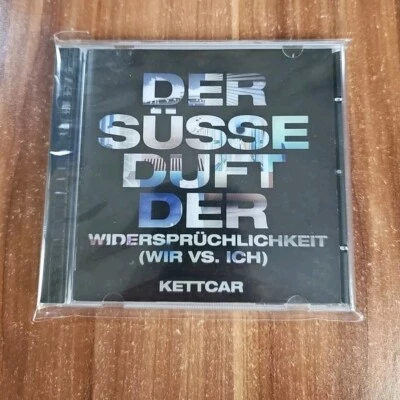 DER
SÜSSE
DUFT
DER
WIDERSPRÜCHLICHKEIT
(WIR VS. ICH)
KETTCAR